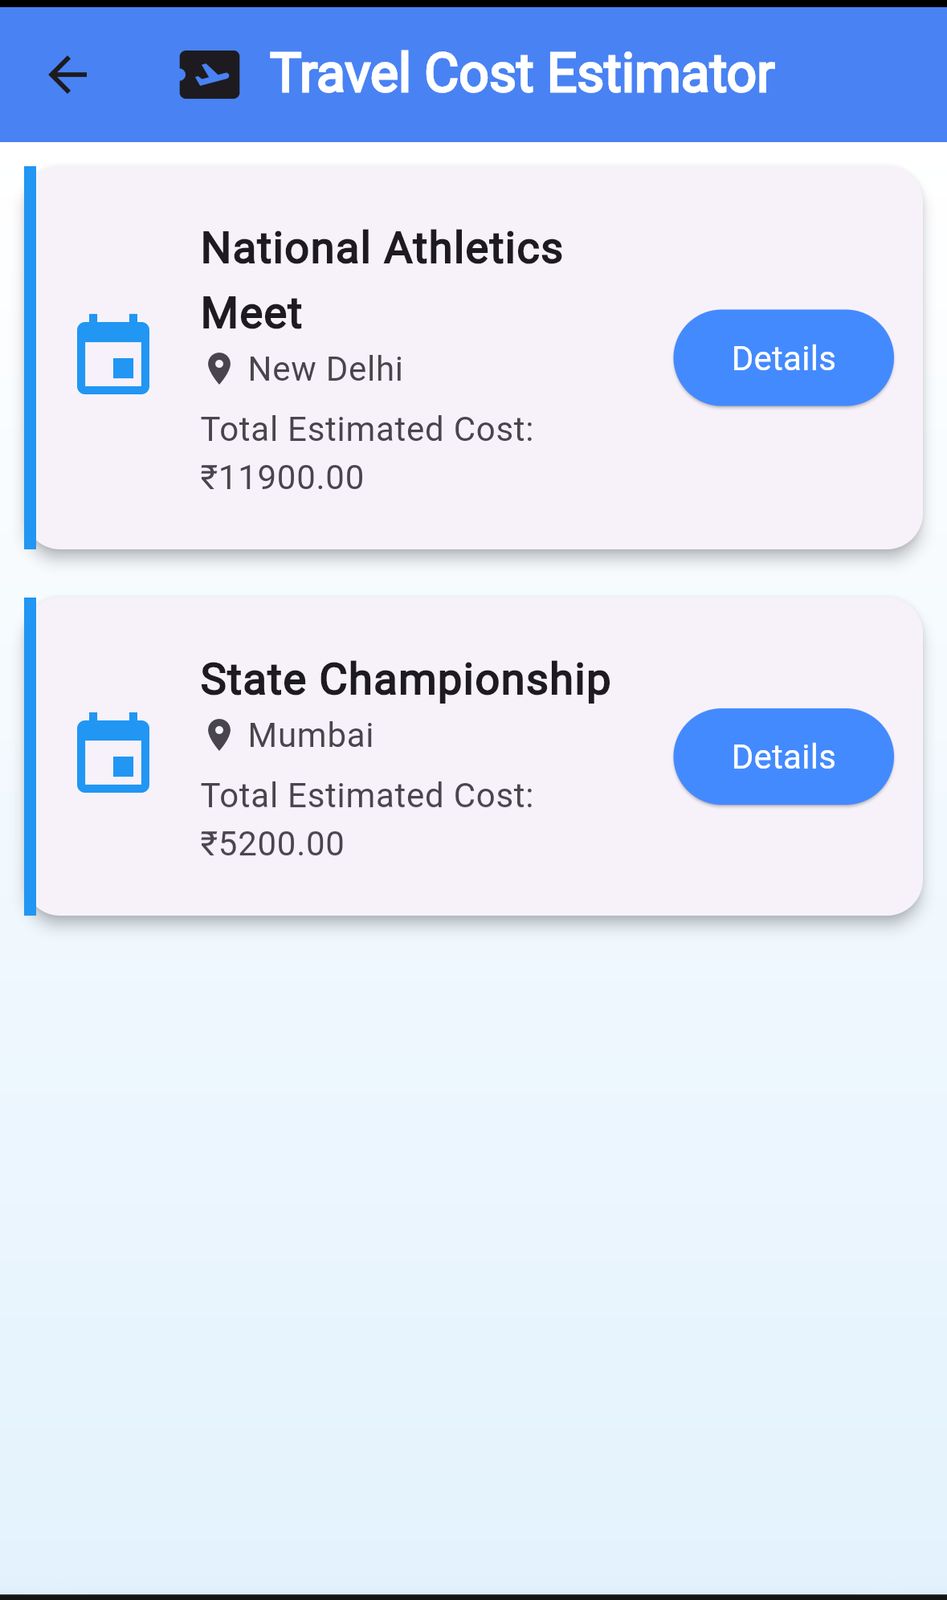 Travel Cost Estimator
National Athletics
Meet
New Delhi
Total Estimated Cost:
₹11900.00
Details
State Championship
Mumbai
Total Estimated Cost:
₹5200.00
Details